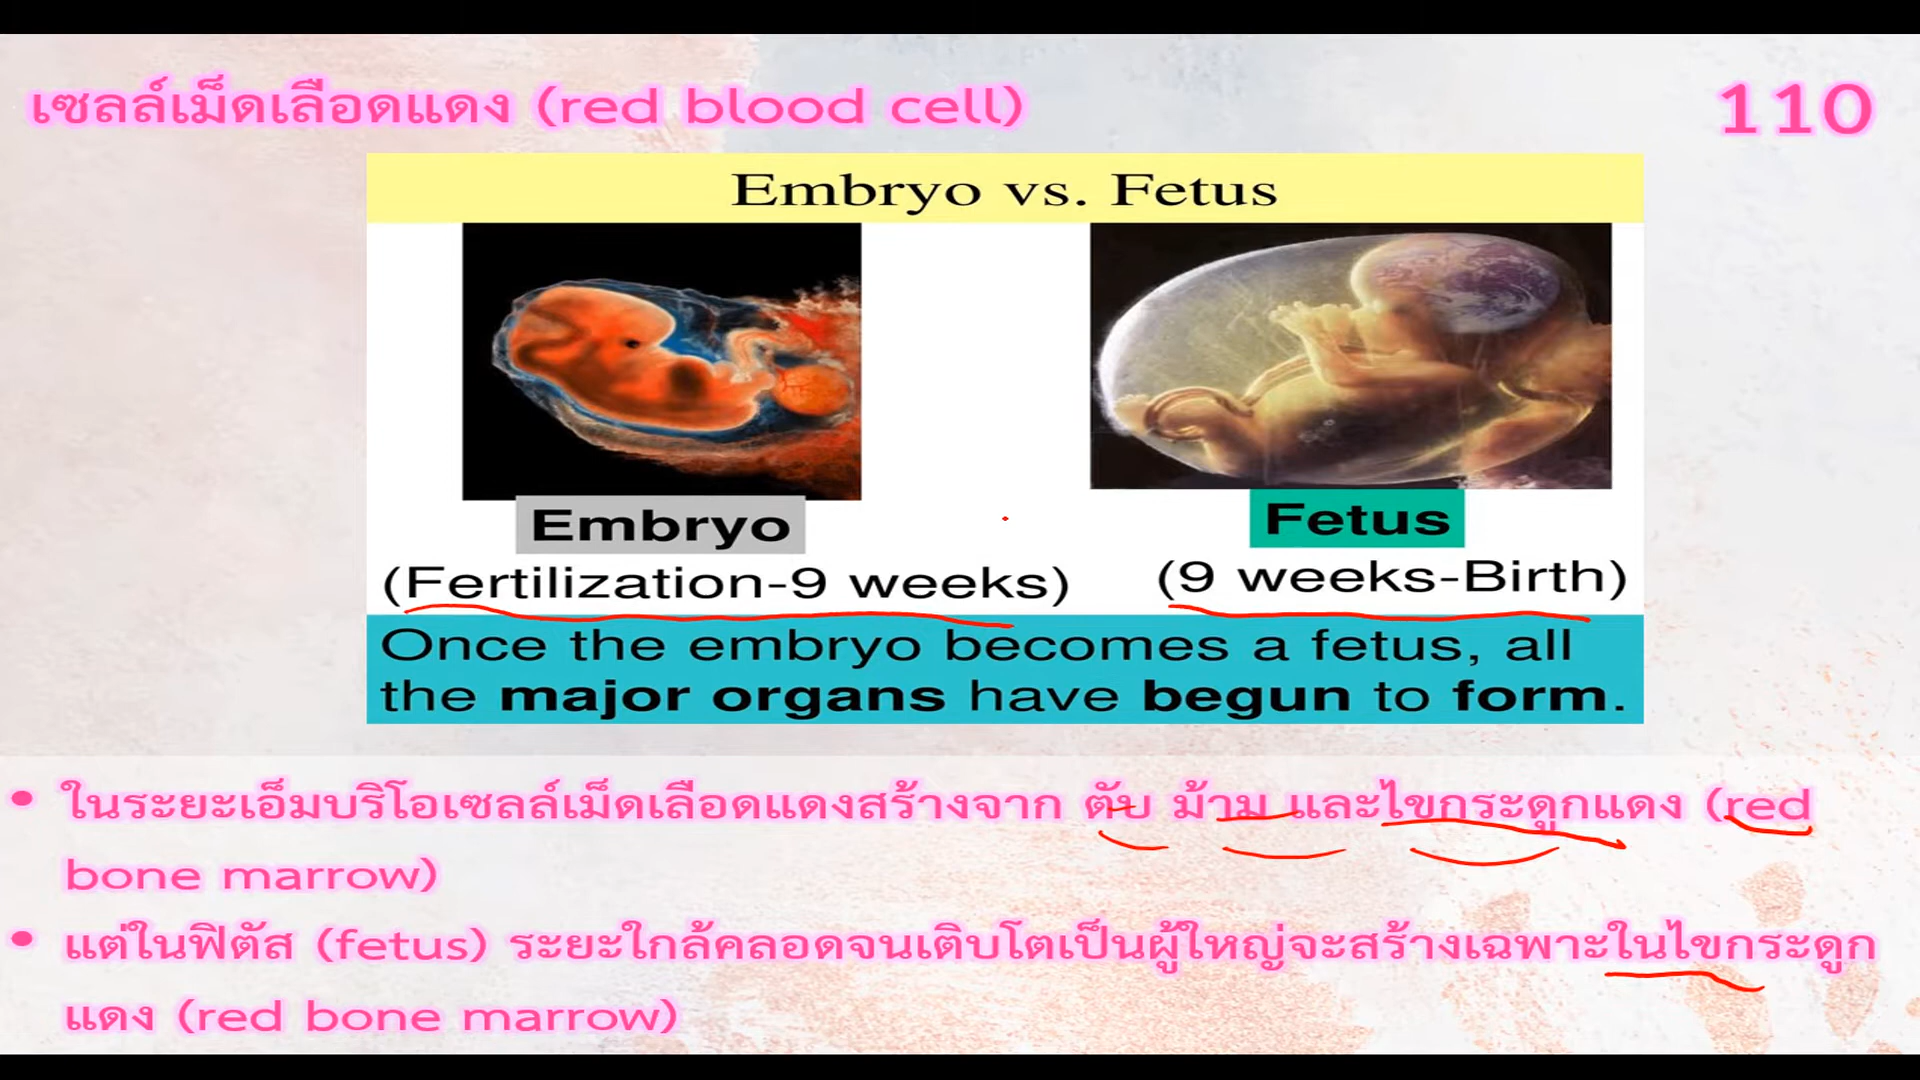 เซลล์เม็ดเลือดแดง (red blood cell)
110
Embryo vs. Fetus
Embryo
Fetus
(Fertilization-9 weeks)
(9 weeks-Birth)
Once the embryo becomes a fetus, all
the major organs have begun to form.
• ในระยะเอ็มบริโอเซลล์เม็ดเลือดแดงสร้างจาก ตับ ม้าม และไขกระดูกแดง (red
bone marrow)
• แต่ในฟิตัส (fetus) ระยะใกล้คลอดจนเติบโตเป็นผู้ใหญ่จะสร้างเฉพาะในไขกระดูก
แดง (red bone marrow)